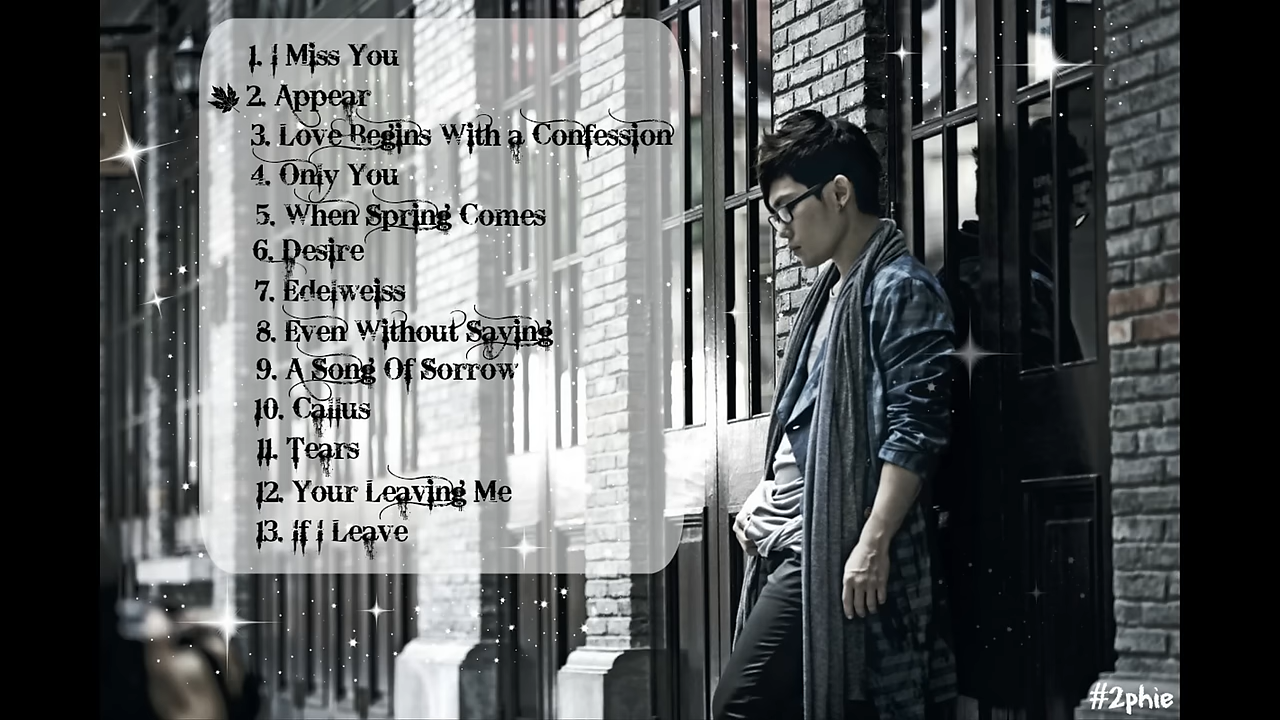 1. I Miss You
2. Appear
3. Love Begins With a Confession
4. Only You
5. When Spring Comes
6. Desire
7. Edelweiss
8. Even Without Saying
9. A Song Of Sorrow
10. Callus
11. Tears
12. Your Leaving Me
13. If I Leave
#2phie